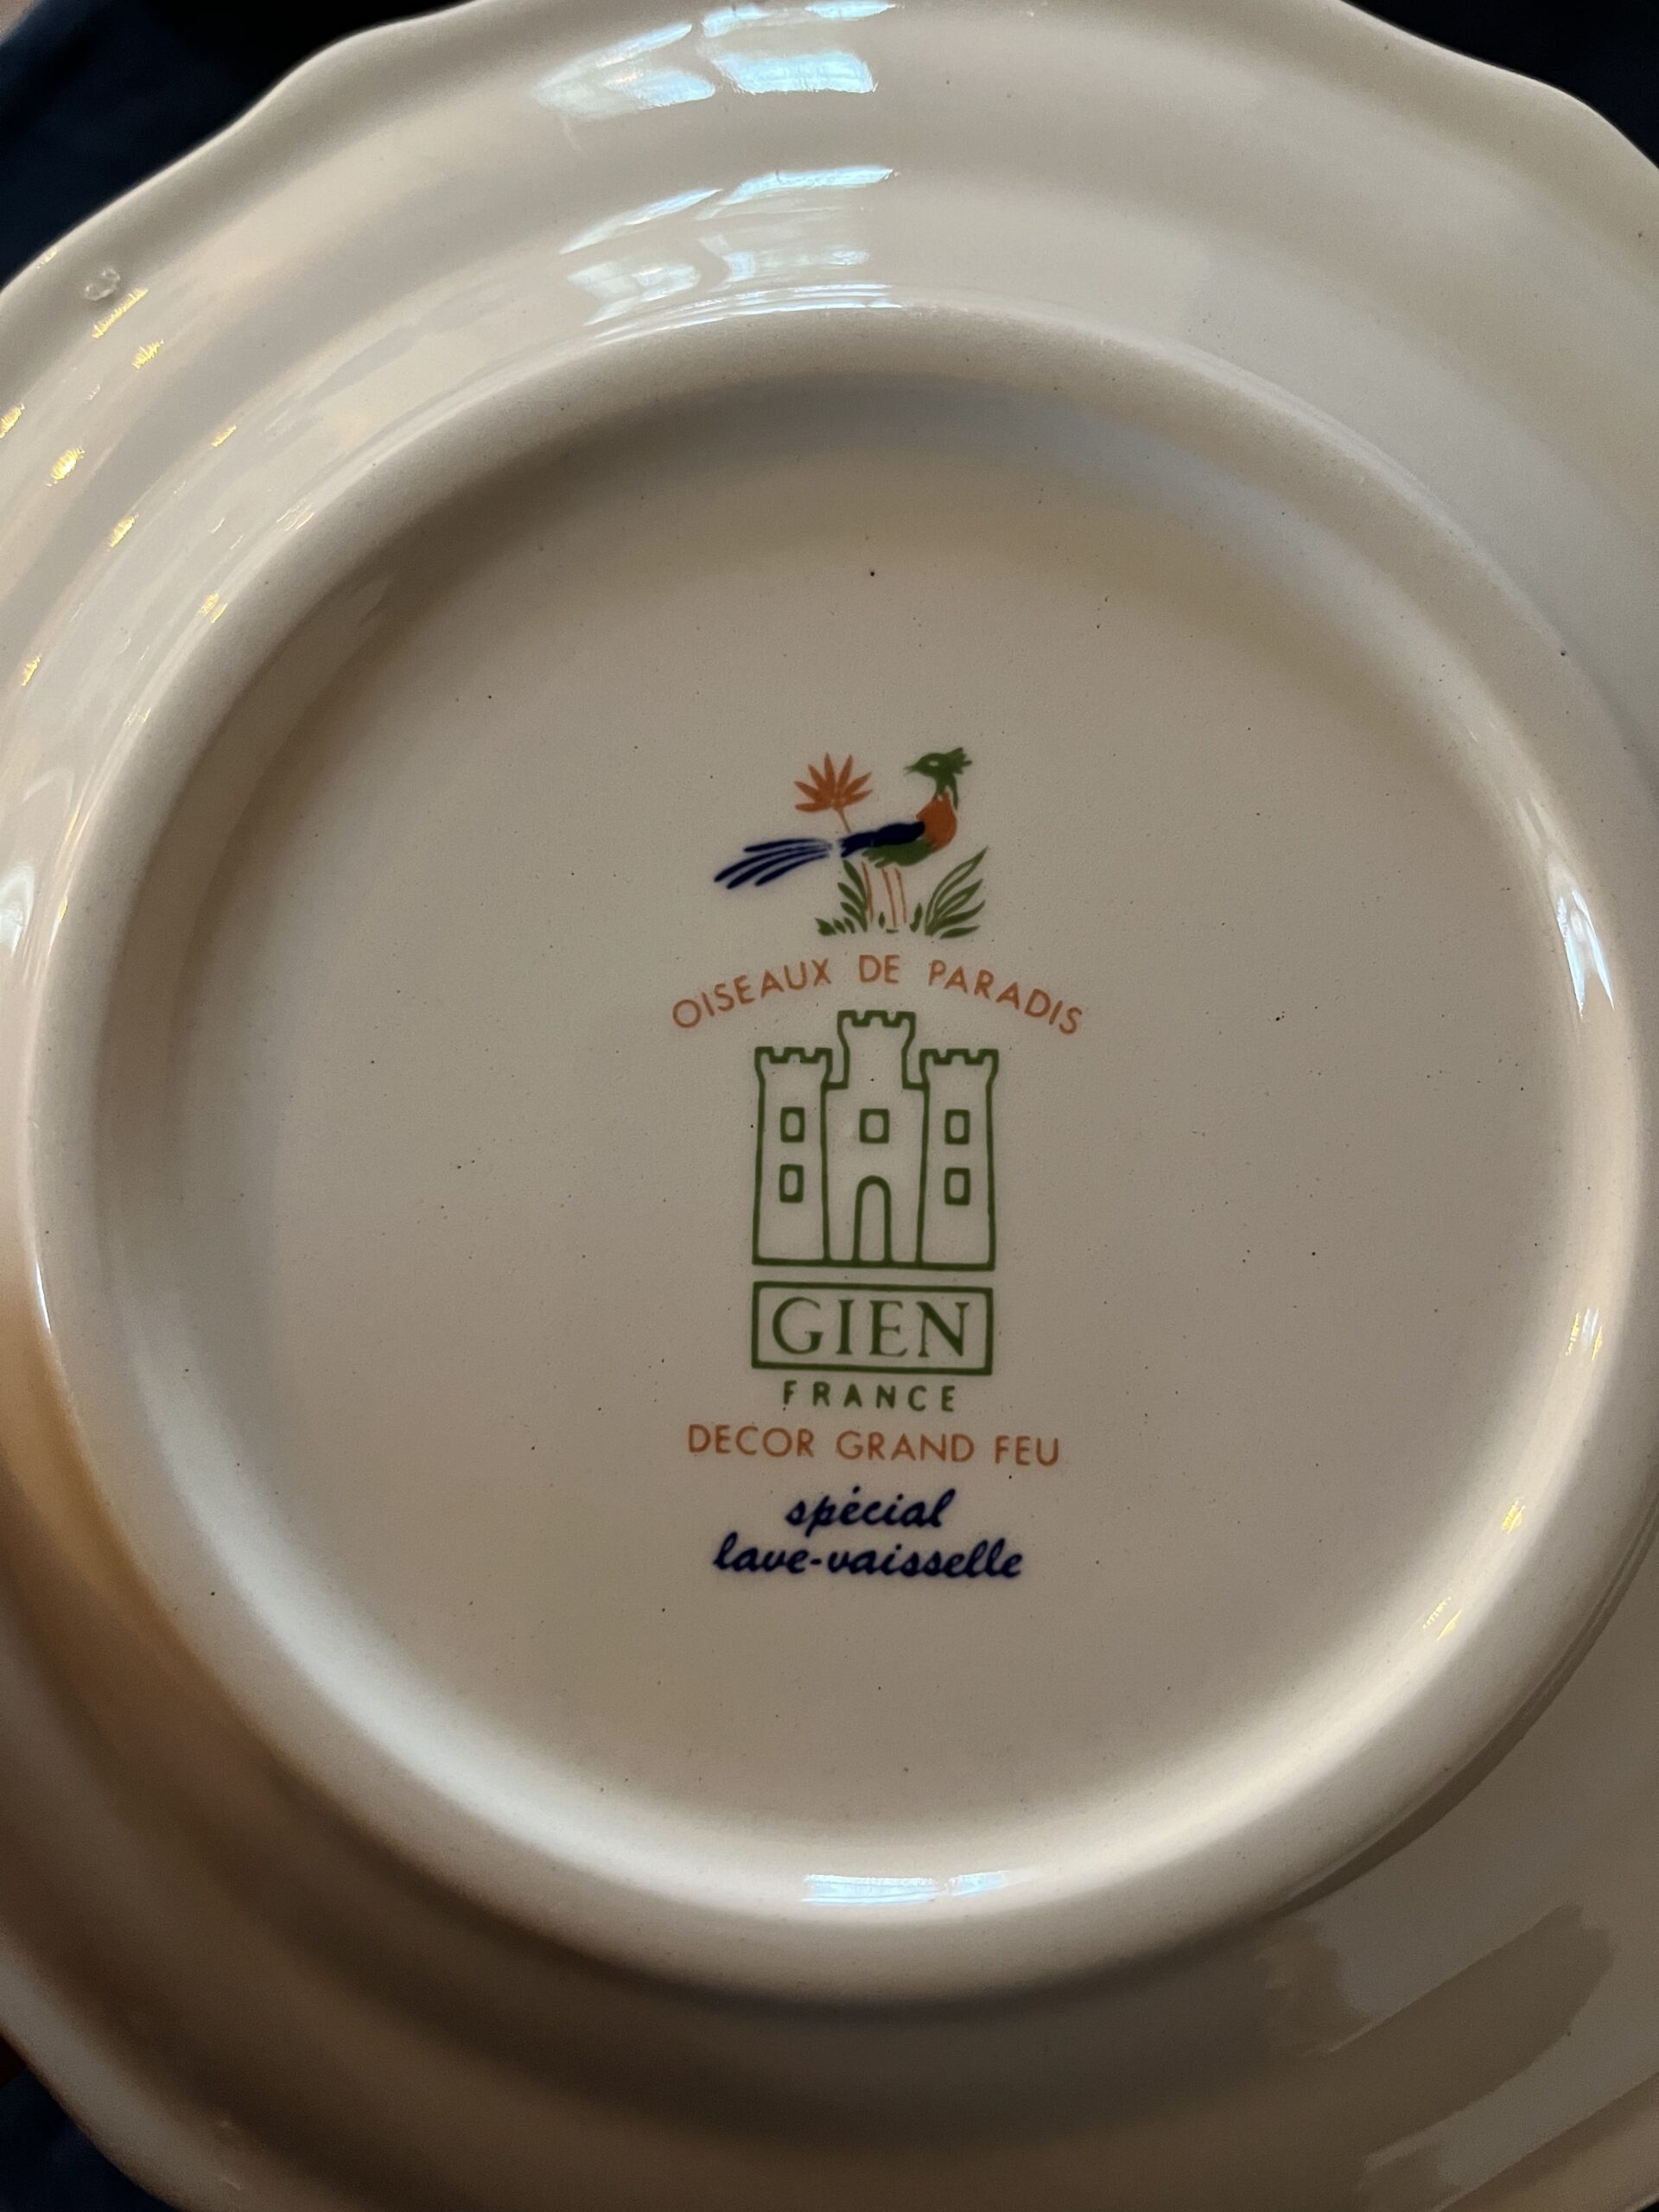 OISEAUX DE PARADIS
GIEN
FRANCE
DECOR GRAND FEU
spécial
lave-vaisselle